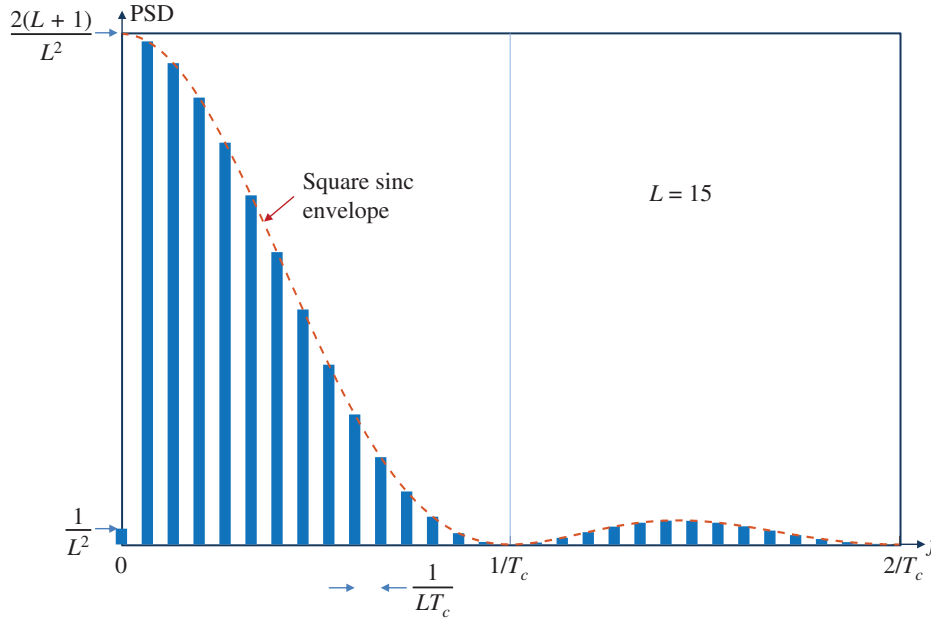 PSD
2(L + 1)
L²
Square sinc
envelope
L = 15
1
L²
0
1/T_c
2/T_c
1
LT_c